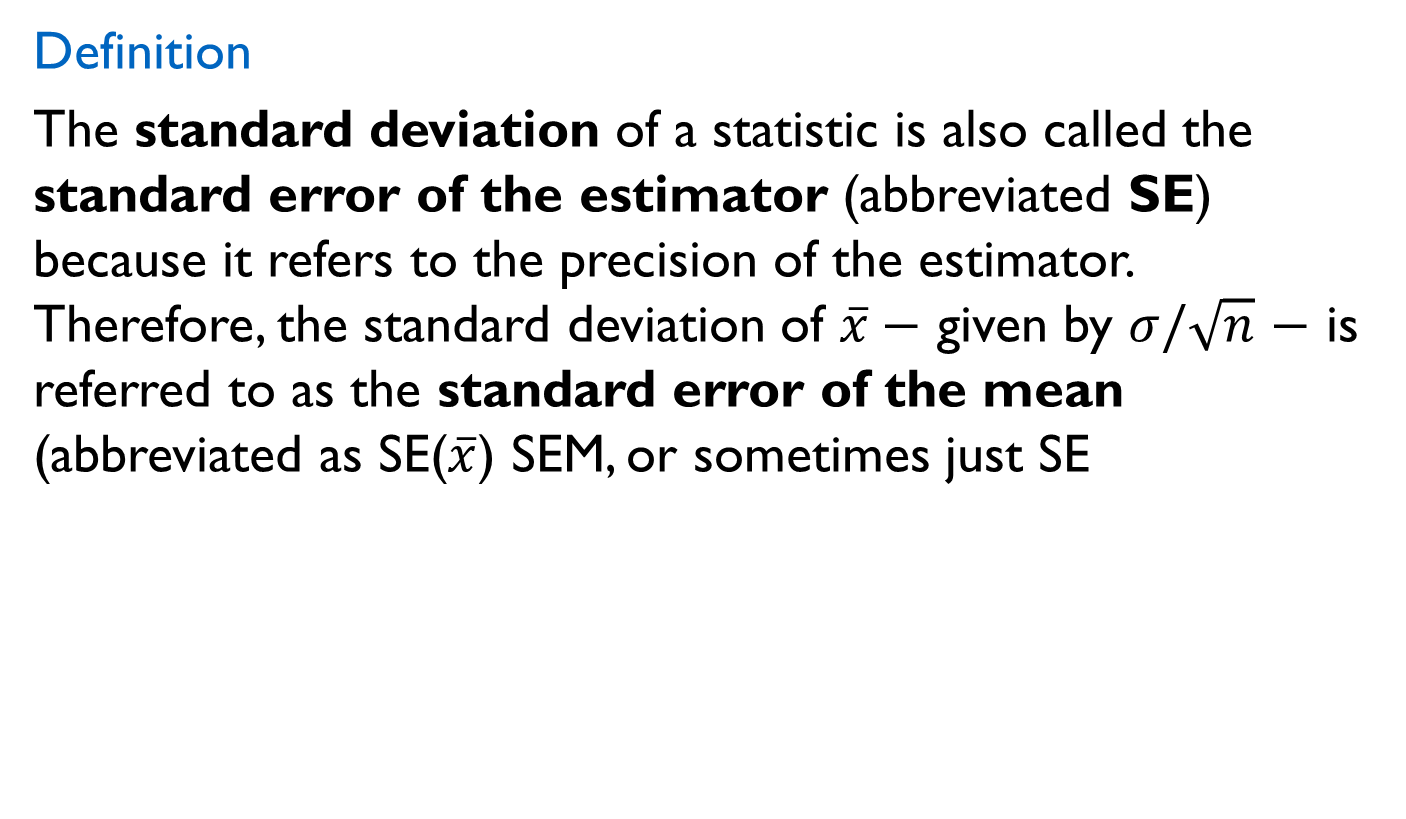 Definition
The standard deviation of a statistic is also called the
standard error of the estimator (abbreviated SE)
because it refers to the precision of the estimator.
Therefore, the standard deviation of x̄ − given by σ/√n − is
referred to as the standard error of the mean
(abbreviated as SE(x̄) SEM, or sometimes just SE